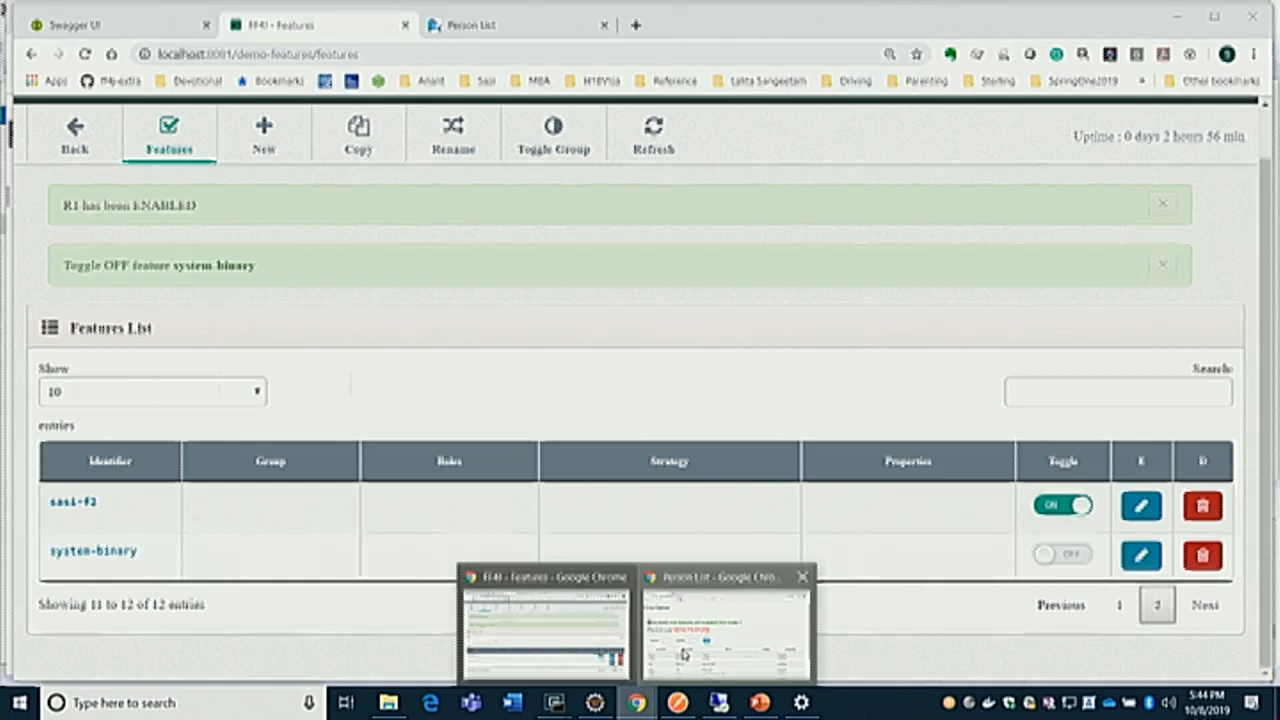 Swagger UI
FF4J - Features
Person List
localhost:8081/demo-features/features
Apps
ff4j-extra
Devotional
Bookmarks
Anant
Sasi
MBA
H1BVisa
Reference
Lalita Sangeetam
Driving
Parenting
Sterling
SpringOne2019
»
Other bookmarks
Back
Features
New
Copy
Rename
Toggle Group
Refresh
Uptime : 0 days 2 hours 56 min
R1 has been ENABLED
Toggle OFF feature system-binary
Features List
Show
Search:
10
entries
Identifier
Group
Roles
Strategy
Properties
Toggle
E
D
sasi-f2
ON
system-binary
OFF
FF4J - Features - Google Chrome
Person List - Google Chro...
Showing 11 to 12 of 12 entries
Previous
1
2
Next
Type here to search
5:44 PM
10/8/2019